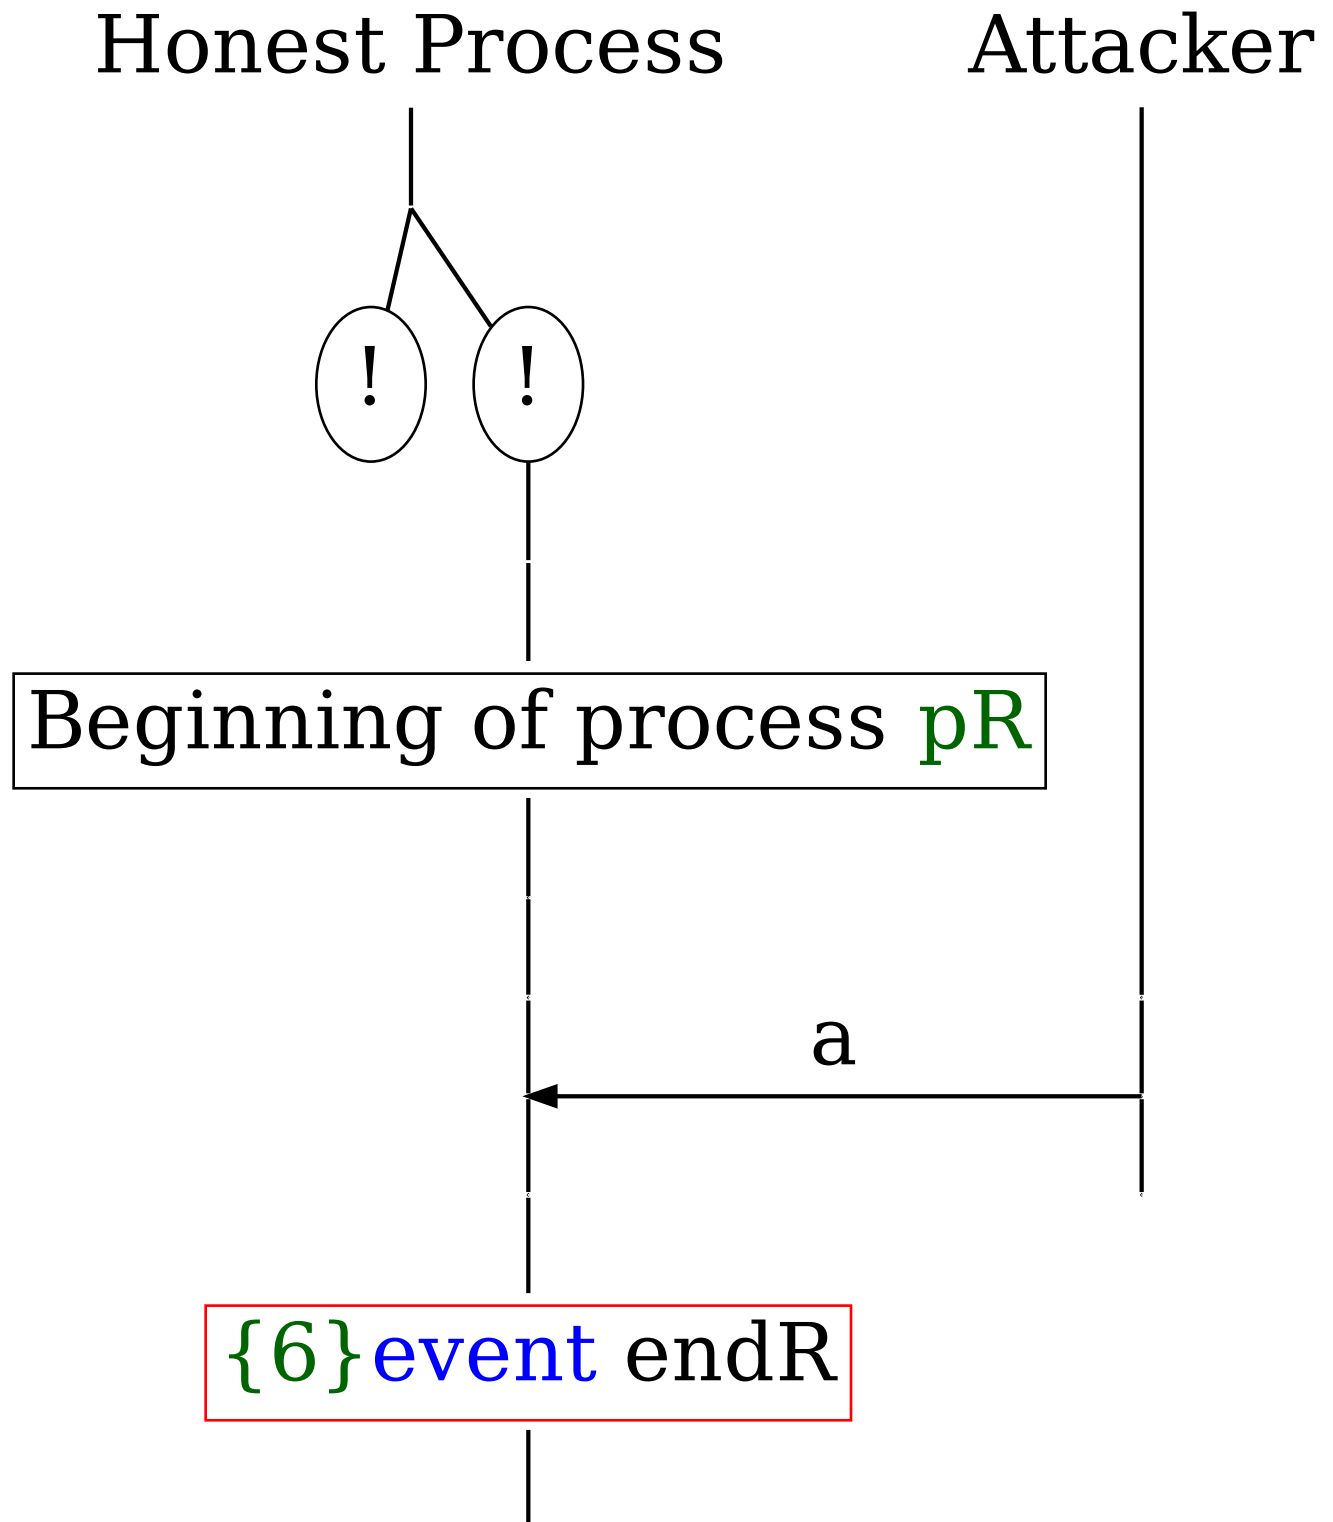 Honest Process
Attacker
!
!
Beginning of process pR
a
{6}event endR